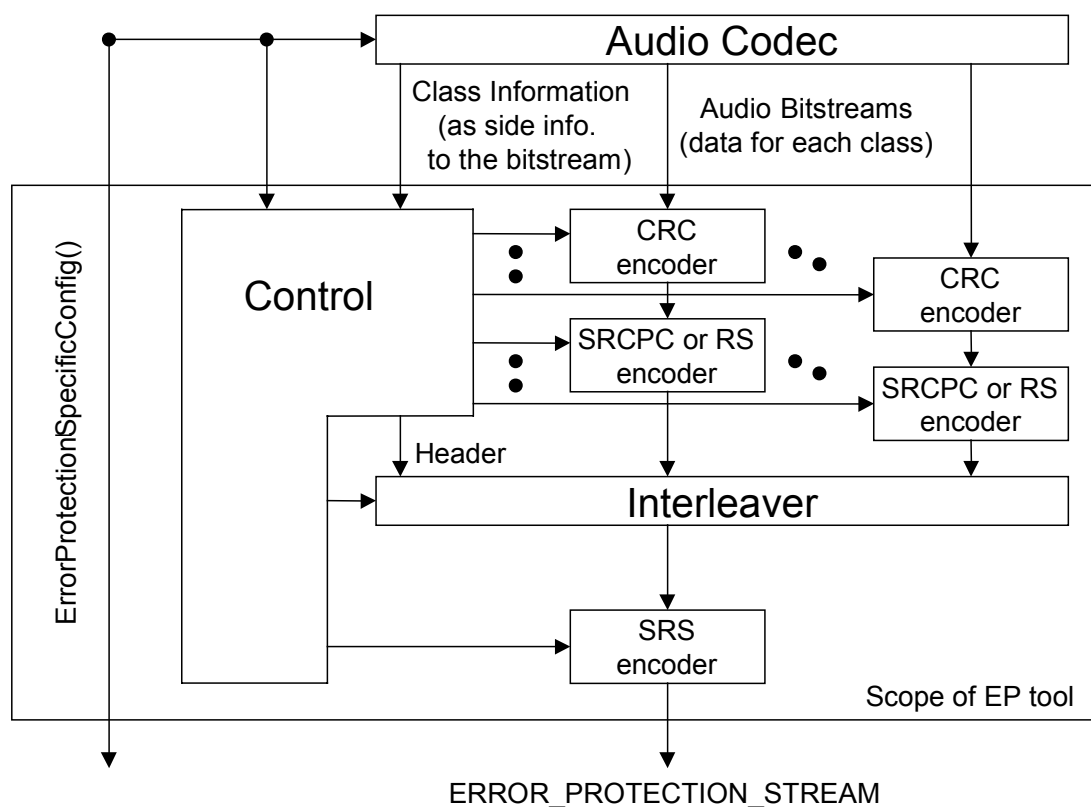 Audio Codec
Class Information
(as side info.
to the bitstream)
Audio Bitstreams
(data for each class)
ErrorProtectionSpecificConfig()
Control
CRC
encoder
CRC
encoder
SRCPC or RS
encoder
SRCPC or RS
encoder
Header
Interleaver
SRS
encoder
Scope of EP tool
ERROR_PROTECTION_STREAM